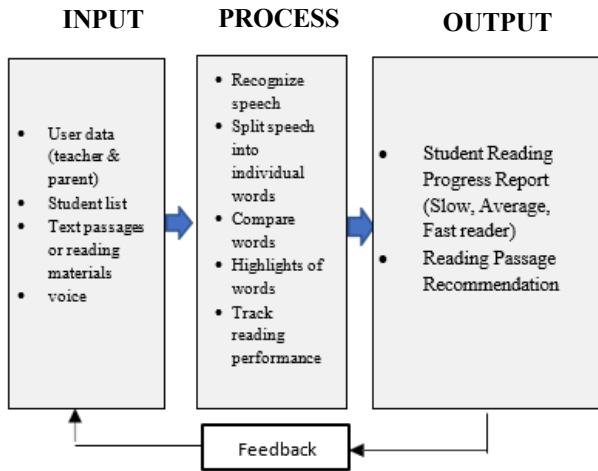 INPUT
PROCESS
OUTPUT
• User data
(teacher &
parent)
• Student list
• Text passages
or reading
materials
• voice
• Recognize
speech
• Split speech
into
individual
words
• Compare
words
• Highlights of
words
• Track
reading
performance
• Student Reading
Progress Report
(Slow, Average,
Fast reader)
• Reading Passage
Recommendation
Feedback